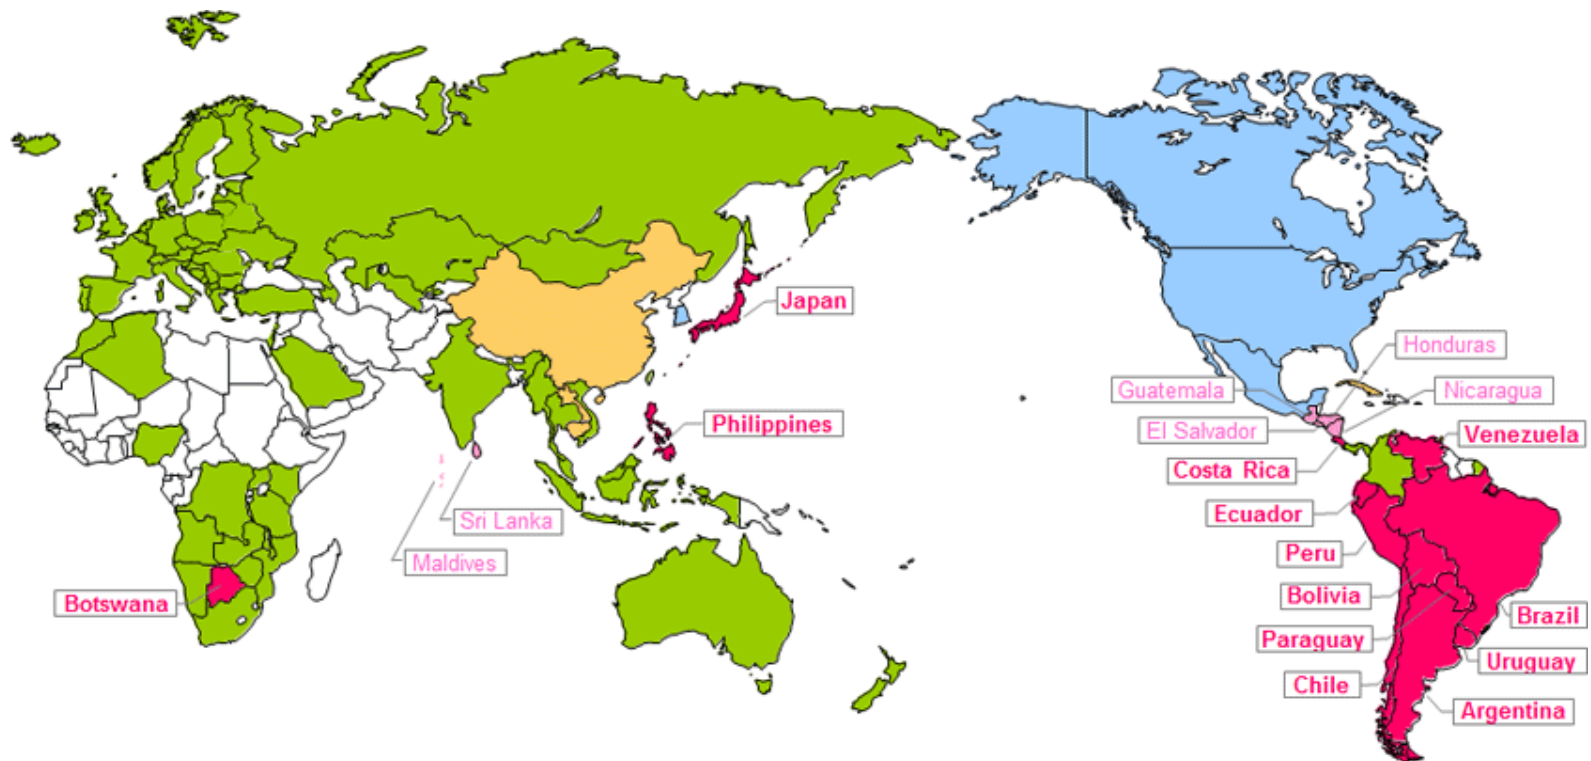 Japan
Honduras
Guatemala
Nicaragua
Philippines
El Salvador
Venezuela
Costa Rica
Sri Lanka
Ecuador
Maldives
Peru
Botswana
Bolivia
Brazil
Paraguay
Uruguay
Chile
Argentina